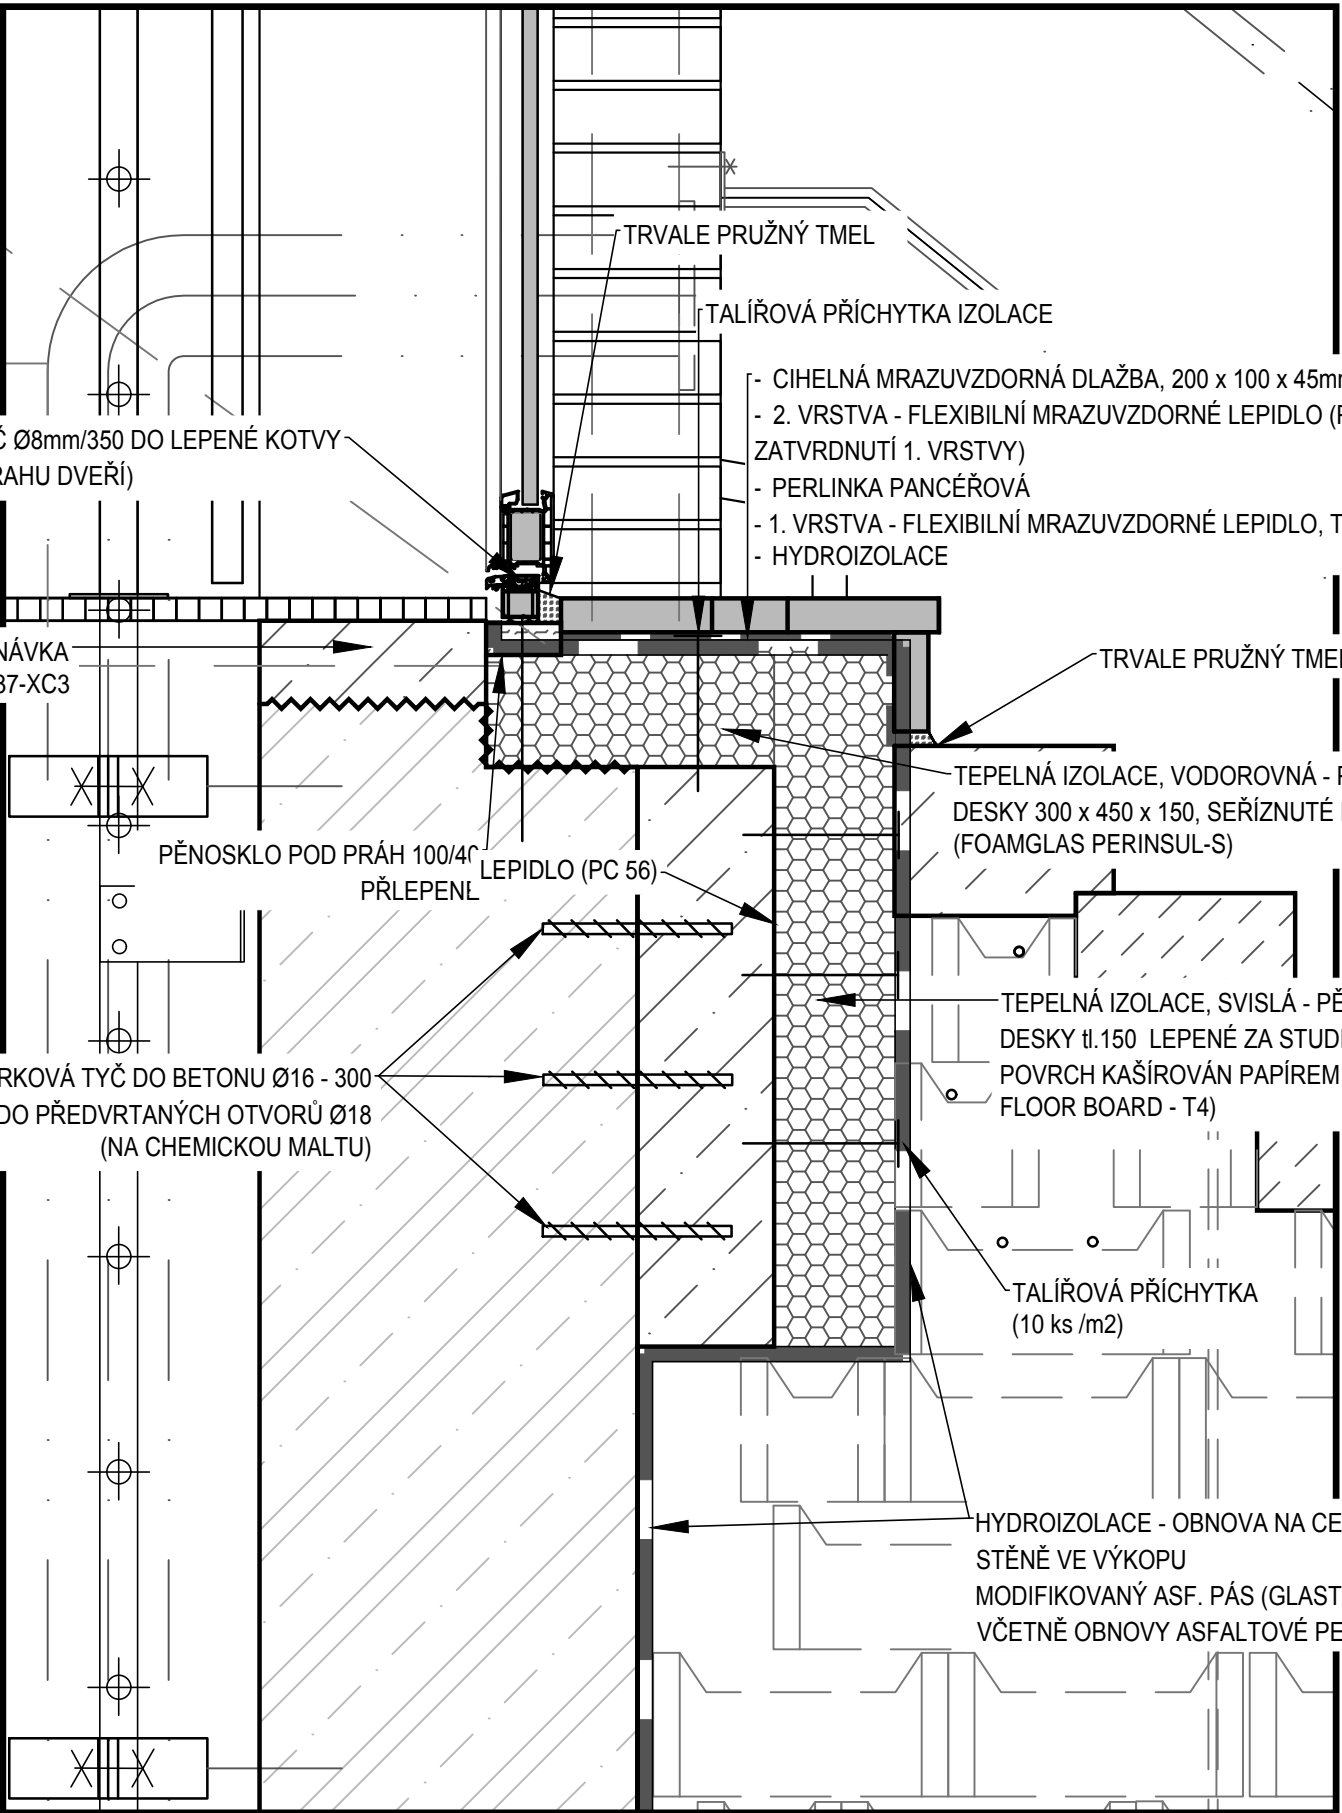 TRVALE PRUŽNÝ TMEL
TALÍŘOVÁ PŘÍCHYTKA IZOLACE
- CIHELNÁ MRAZUVZDORNÁ DLAŽBA, 200 x 100 x 45mm
- 2. VRSTVA - FLEXIBILNÍ MRAZUVZDORNÉ LEPIDLO (P
ZATVRDNUTÍ 1. VRSTVY)
- PERLINKA PANCÉŘOVÁ
- 1. VRSTVA - FLEXIBILNÍ MRAZUVZDORNÉ LEPIDLO, T
- HYDROIZOLACE
Č Ø8mm/350 DO LEPENÉ KOTVY
RAHU DVEŘÍ)
NÁVKA
37-XC3
TRVALE PRUŽNÝ TMEL
TEPELNÁ IZOLACE, VODOROVNÁ - P
DESKY 300 x 450 x 150, SEŘÍZNUTÉ
(FOAMGLAS PERINSUL-S)
PĚNOSKLO POD PRÁH 100/40
PŘLEPENÉ
LEPIDLO (PC 56)
TEPELNÁ IZOLACE, SVISLÁ - PĚ
DESKY tl.150 LEPENÉ ZA STUDE
POVRCH KAŠÍROVÁN PAPÍREM
FLOOR BOARD - T4)
RKOVÁ TYČ DO BETONU Ø16 - 300
DO PŘEDVRTANÝCH OTVORŮ Ø18
(NA CHEMICKOU MALTU)
TALÍŘOVÁ PŘÍCHYTKA
(10 ks /m2)
HYDROIZOLACE - OBNOVA NA CE
STĚNĚ VE VÝKOPU
MODIFIKOVANÝ ASF. PÁS (GLAST
VČETNĚ OBNOVY ASFALTOVÉ PE